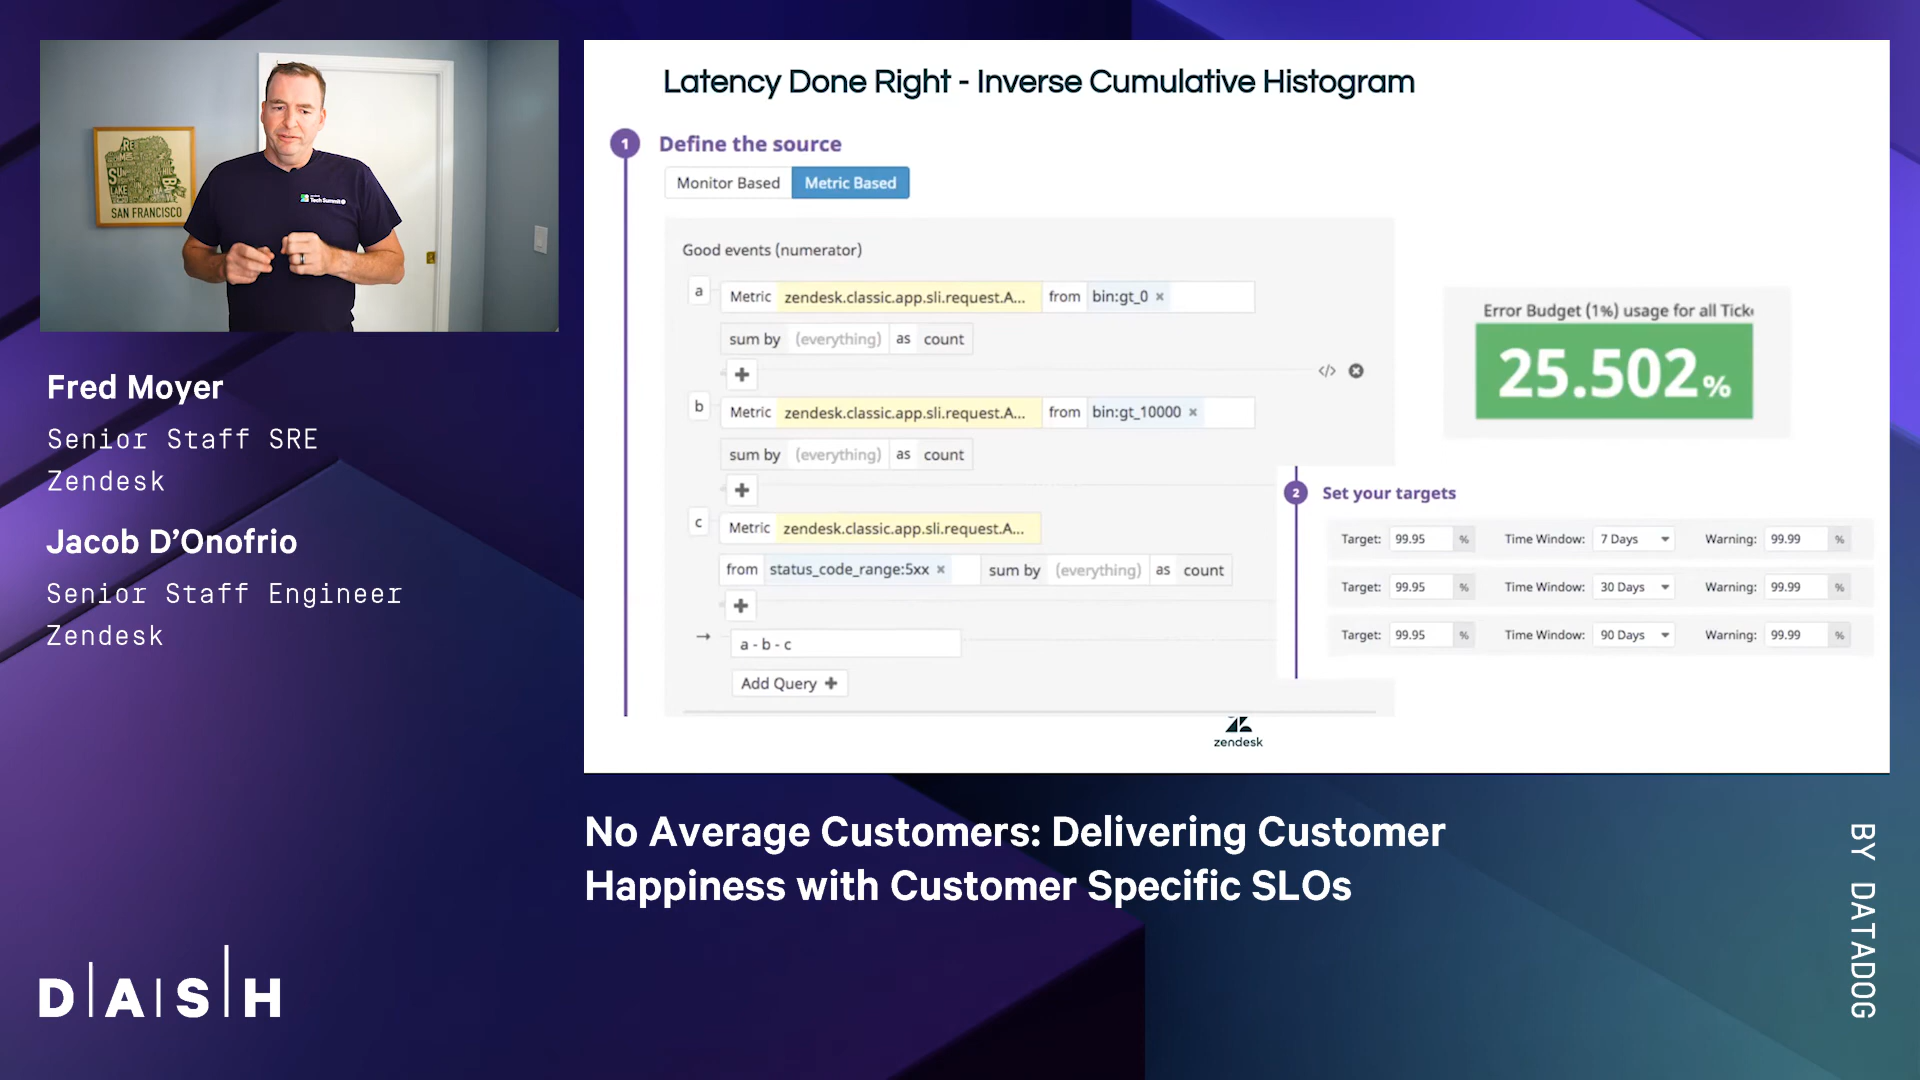 SAN FRANCISCO
Tech Summit
Fred Moyer
Senior Staff SRE
Zendesk
Jacob D'Onofrio
Senior Staff Engineer
Zendesk
D|A|S|H
Latency Done Right - Inverse Cumulative Histogram
1 Define the source
Monitor Based Metric Based
Good events (numerator)
a Metric zendesk.classic.app.sli.request.A... from bin:gt_0 ×
sum by (everything) as count
+
</>
b Metric zendesk.classic.app.sli.request.A... from bin:gt_10000 ×
sum by (everything) as count
+
c Metric zendesk.classic.app.sli.request.A...
from status_code_range:5xx × sum by (everything) as count
+
→ a - b - c
Add Query +
Error Budget (1%) usage for all Tick
25.502%
2 Set your targets
Target: 99.95 % Time Window: 7 Days Warning: 99.99 %
Target: 99.95 % Time Window: 30 Days Warning: 99.99 %
Target: 99.95 % Time Window: 90 Days Warning: 99.99 %
zendesk
No Average Customers: Delivering Customer
Happiness with Customer Specific SLOs
BY DATADOG